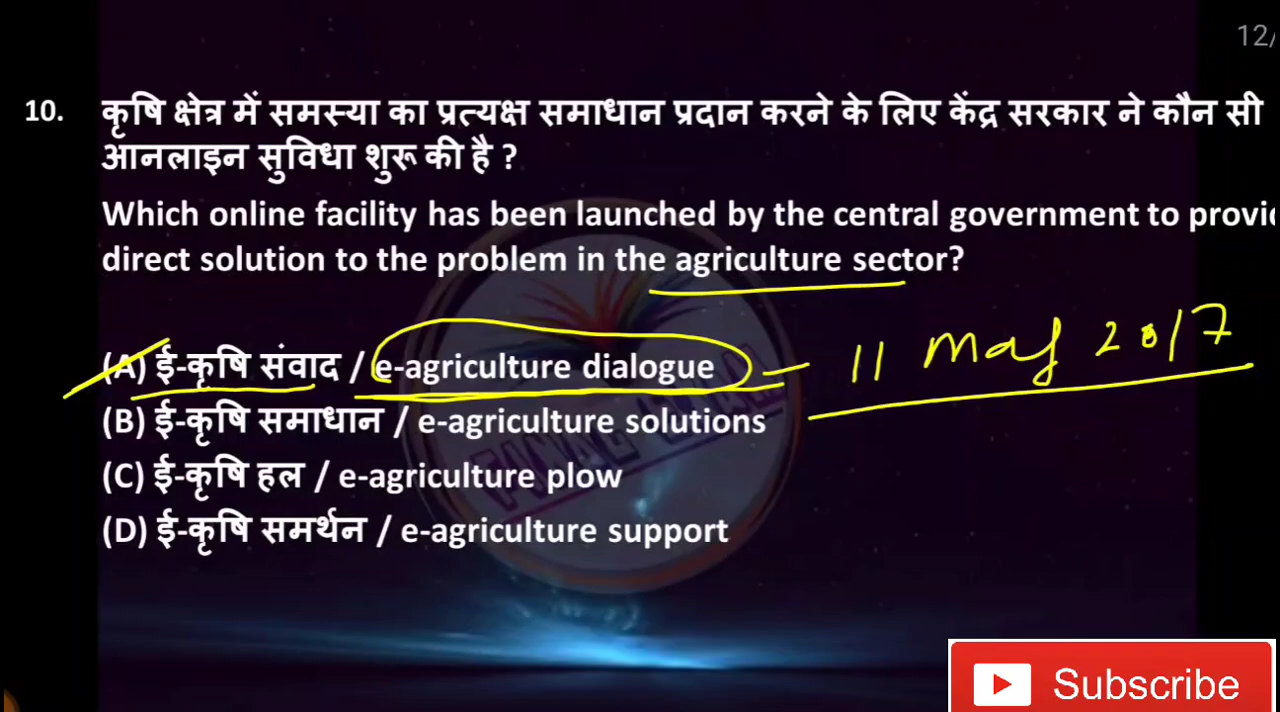 12/
10. कृषि क्षेत्र में समस्या का प्रत्यक्ष समाधान प्रदान करने के लिए केंद्र सरकार ने कौन सी
आनलाइन सुविधा शुरू की है ?
Which online facility has been launched by the central government to
direct solution to the problem in the agriculture sector?
(A) ई-कृषि संवाद / e-agriculture dialogue – 11 May 2017
(B) ई-कृषि समाधान / e-agriculture solutions
(C) ई-कृषि हल / e-agriculture plow
(D) ई-कृषि समर्थन / e-agriculture support
Subscribe